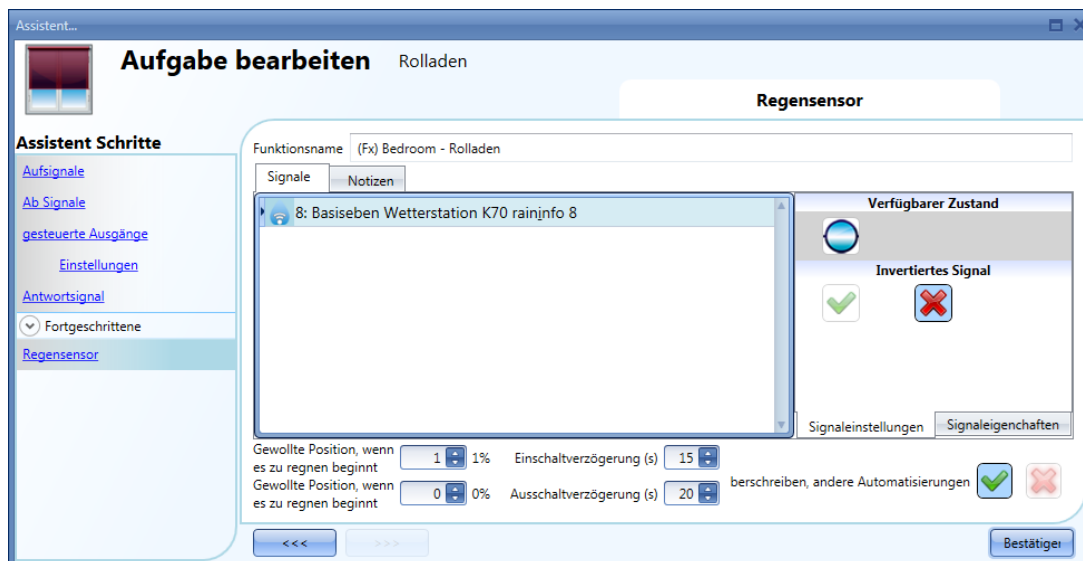 Assistent...
Aufgabe bearbeiten Rolladen
Regensensor
Assistent Schritte
Aufsignale
Ab Signale
gesteuerte Ausgänge
Einstellungen
Antwortsignal
Fortgeschrittene
Regensensor
Funktionsname (Fx) Bedroom - Rolladen
Signale Notizen
8: Basiseben Wetterstation K70 raininfo 8
Verfügbarer Zustand
Invertiertes Signal
Signaleinstellungen Signaleigenchaften
Gewollte Position, wenn
es zu regnen beginnt
1 1% Einschaltverzögerung (s) 15
Gewollte Position, wenn
es zu regnen beginnt
0 0% Ausschaltverzögerung (s) 20
berschreiben, andere Automatisierungen
<<< >>> Bestätiger